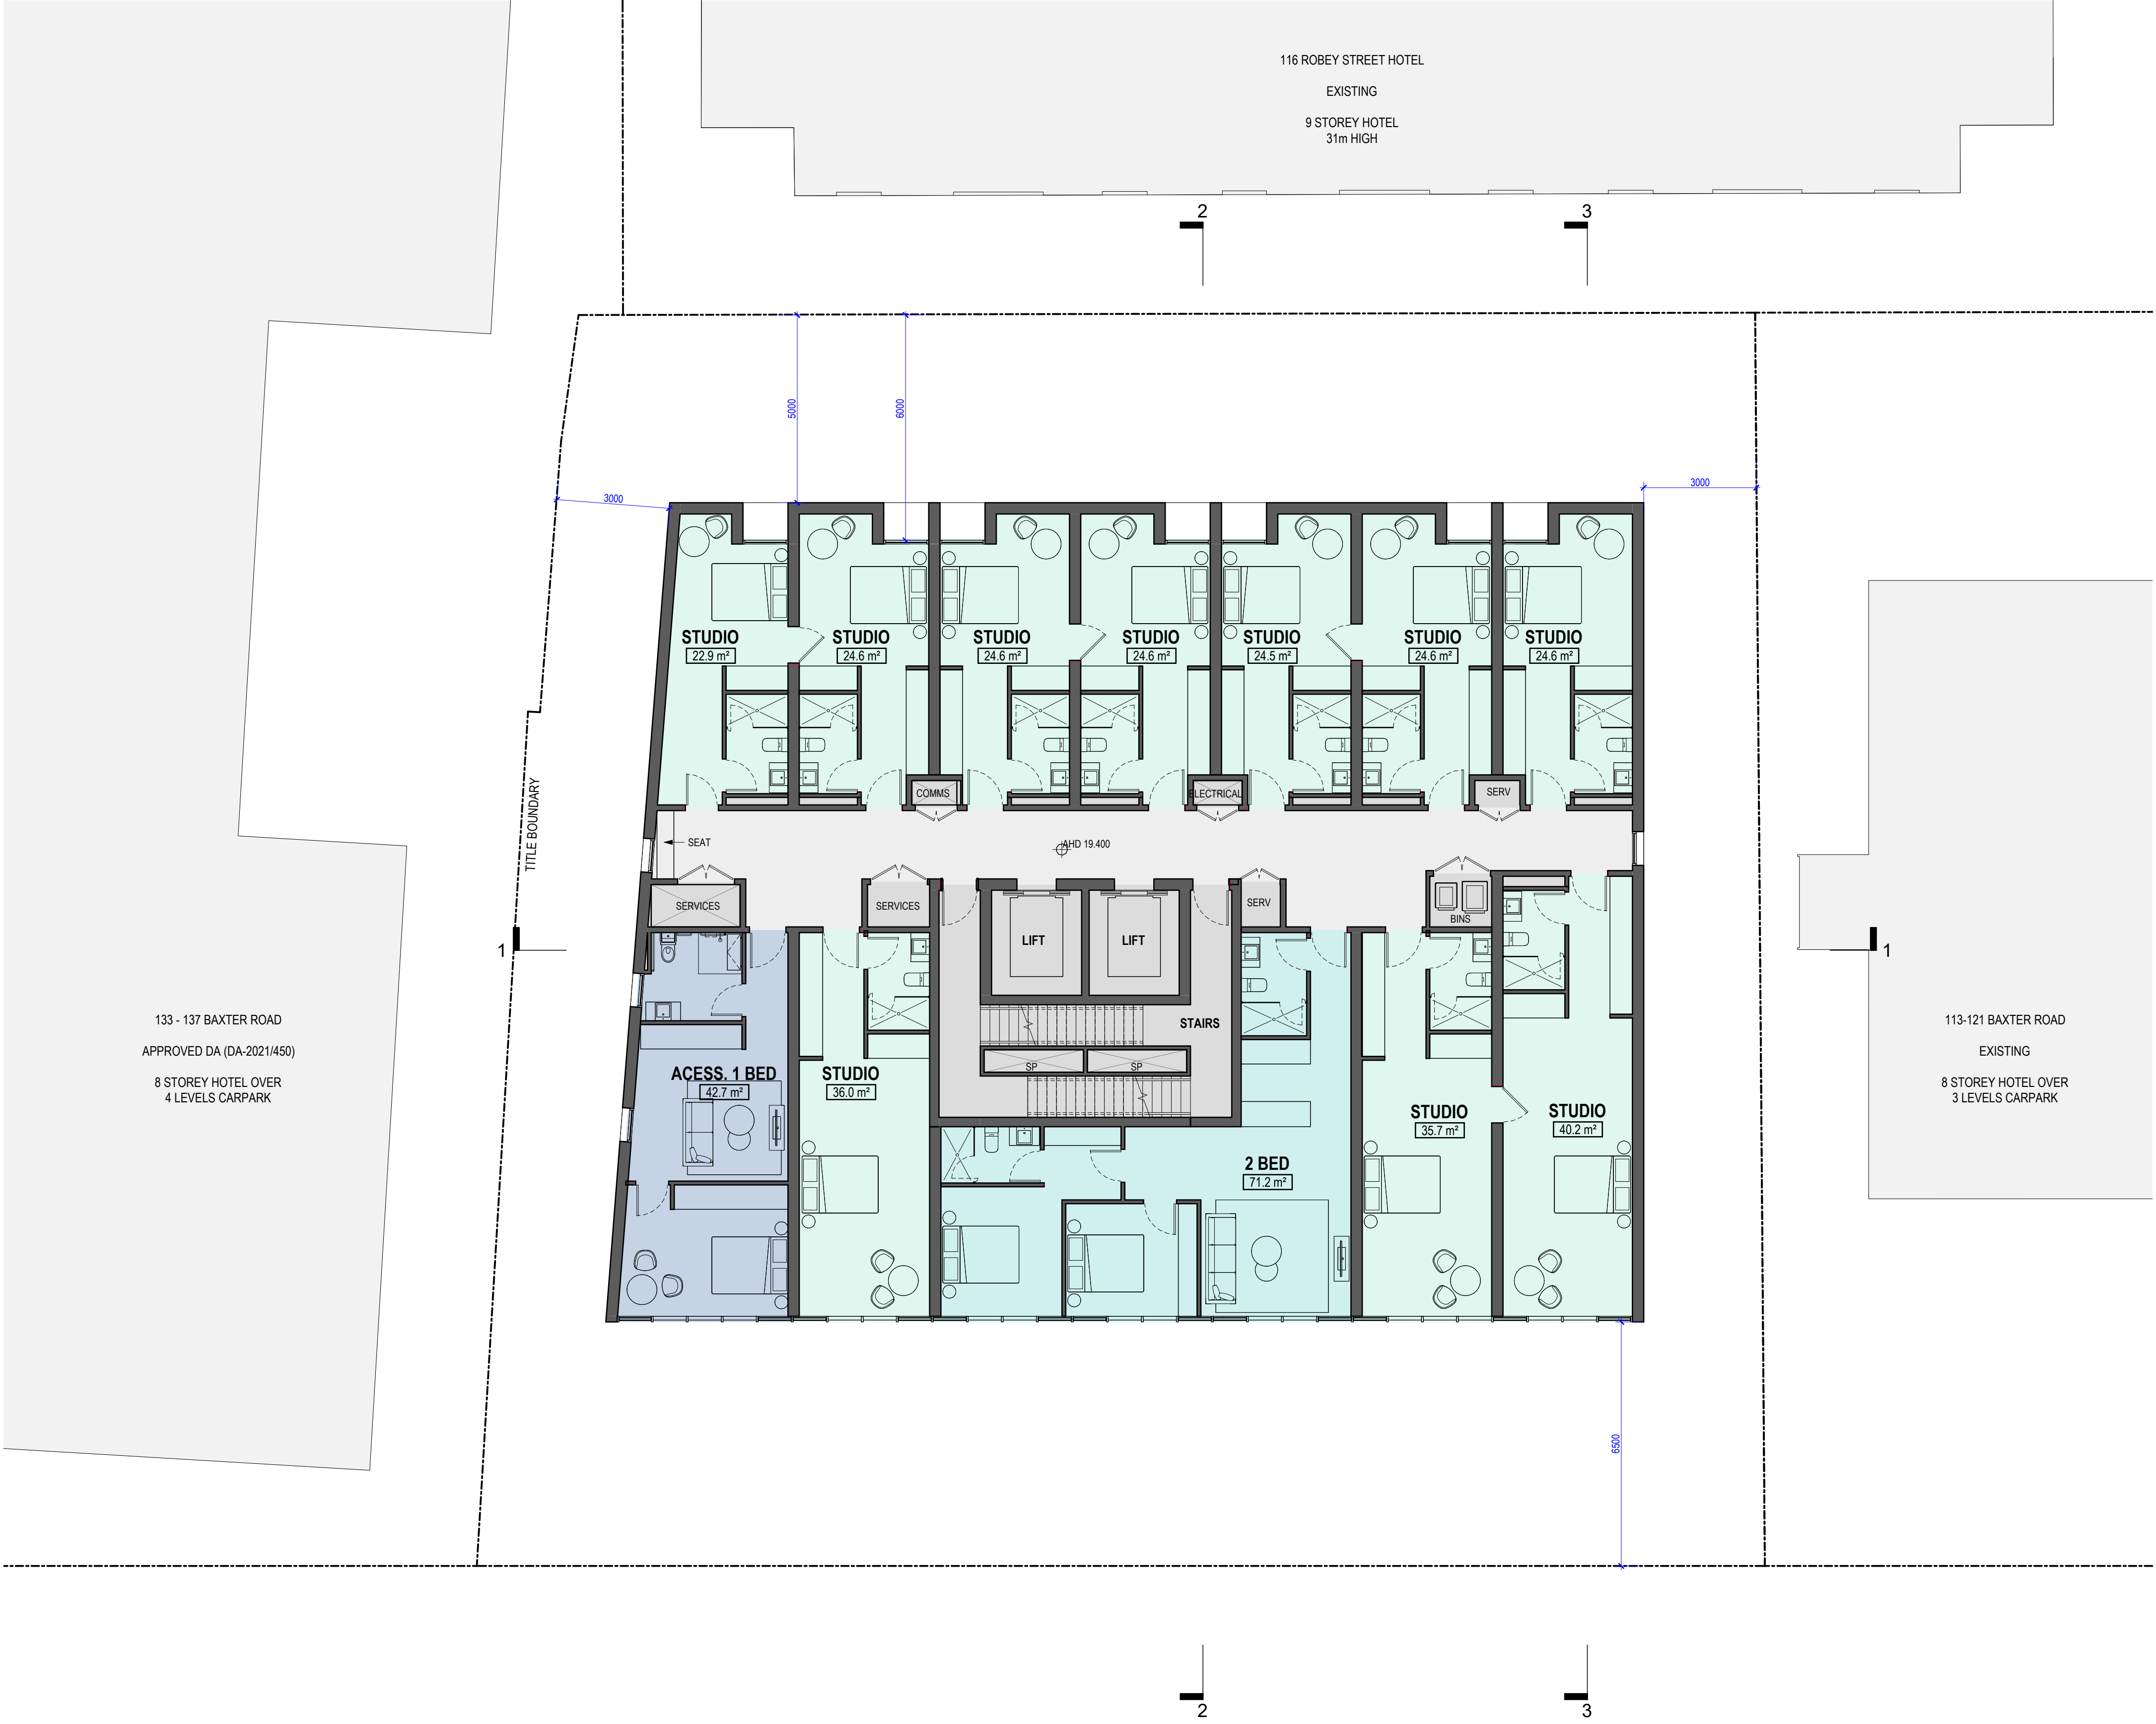 116 ROBEY STREET HOTEL
EXISTING
9 STOREY HOTEL
31m HIGH
2
3
5000
6000
3000
3000
STUDIO
22.9 m²
STUDIO
24.6 m²
STUDIO
24.6 m²
STUDIO
24.6 m²
STUDIO
24.5 m²
STUDIO
24.6 m²
STUDIO
24.6 m²
COMMS
ELECTRICAL
SERV
TITLE BOUNDARY
SEAT
AHD 19.400
SERVICES
SERVICES
SERV
BINS
LIFT
LIFT
1
1
STAIRS
SP
SP
133 - 137 BAXTER ROAD
APPROVED DA (DA-2021/450)
8 STOREY HOTEL OVER
4 LEVELS CARPARK
113-121 BAXTER ROAD
EXISTING
8 STOREY HOTEL OVER
3 LEVELS CARPARK
ACESS. 1 BED
42.7 m²
STUDIO
36.0 m²
2 BED
71.2 m²
STUDIO
35.7 m²
STUDIO
40.2 m²
6500
2
3